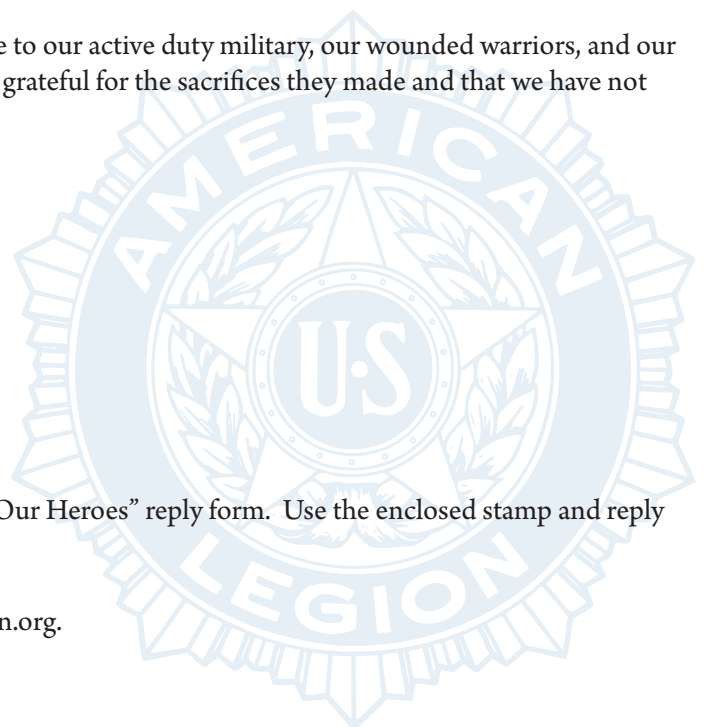 e to our active duty military, our wounded warriors, and our
grateful for the sacrifices they made and that we have not
AMERICAN
U·S
Our Heroes” reply form.  Use the enclosed stamp and reply
LEGION
n.org.